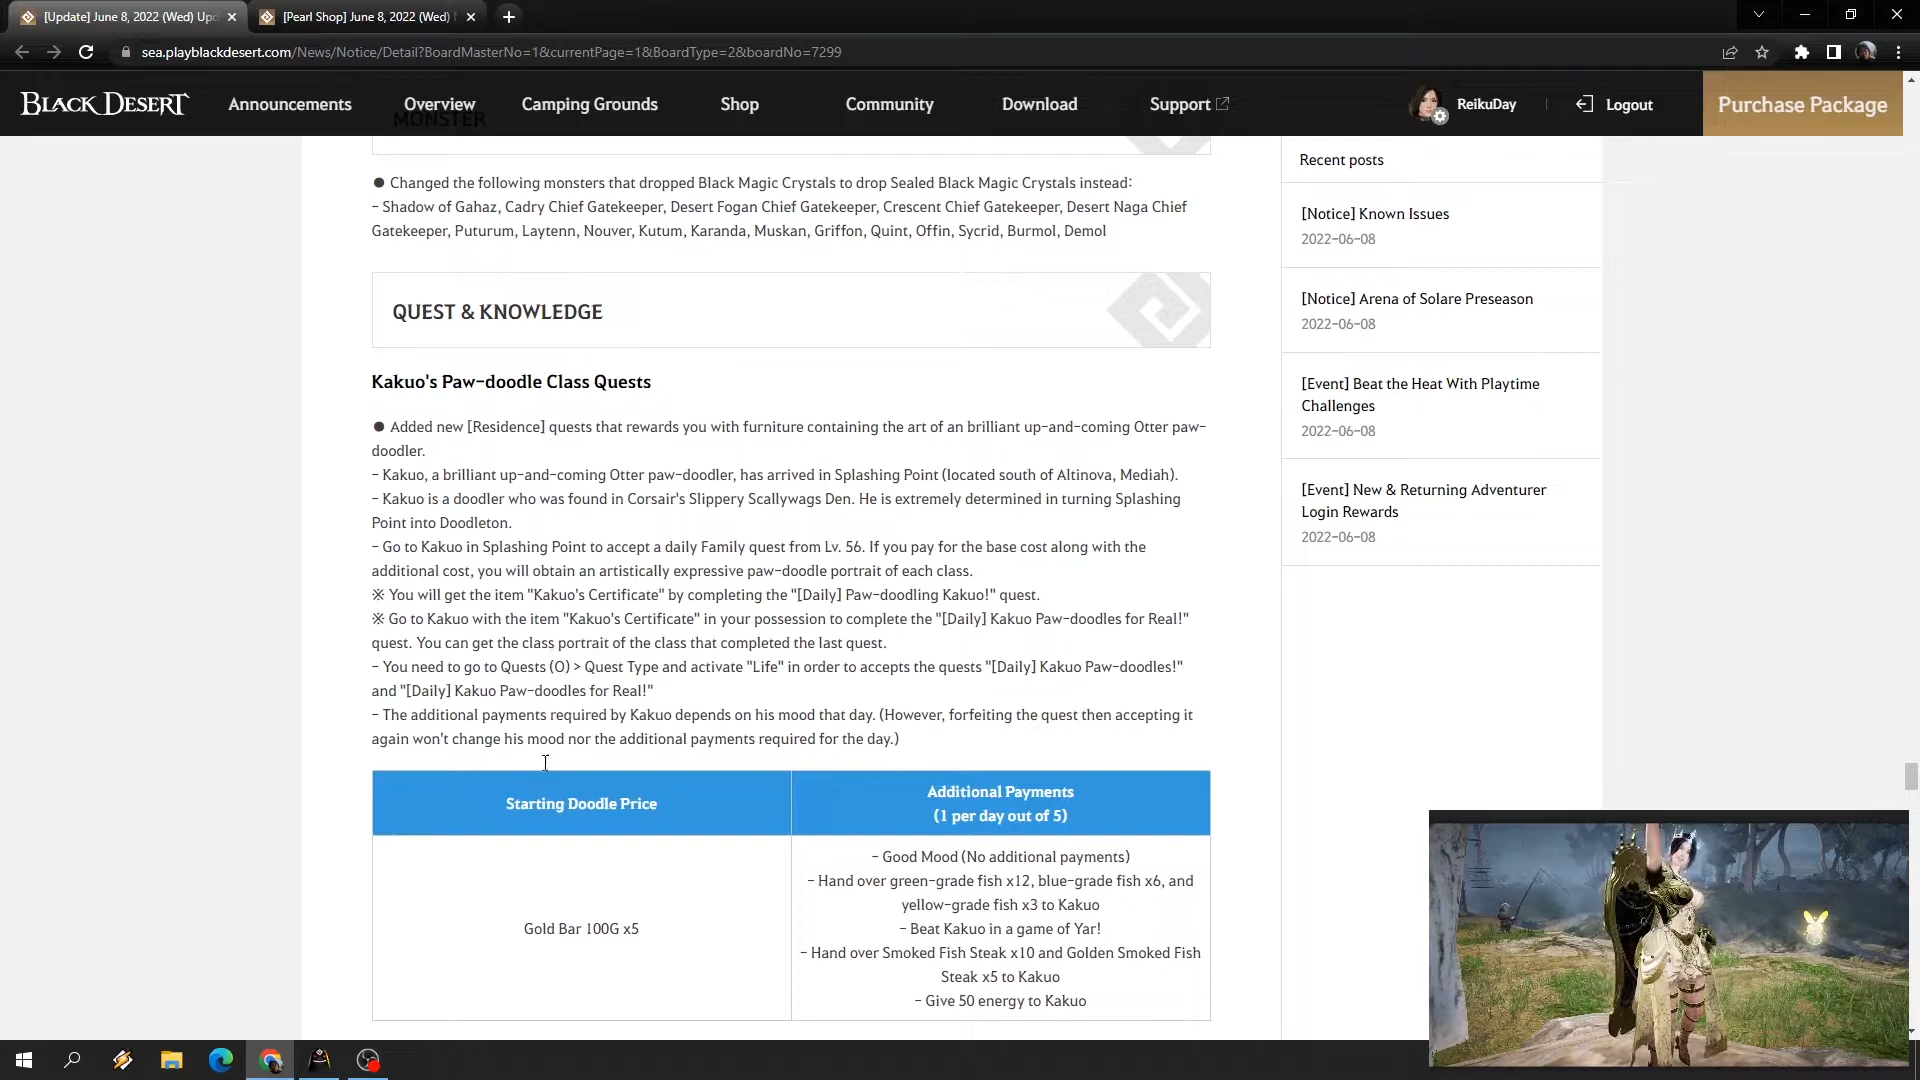 [Update] June 8, 2022 (Wed) Upd
[Pearl Shop] June 8, 2022 (Wed)
sea.playblackdesert.com/News/Notice/Detail?BoardMasterNo=1&currentPage=1&BoardType=2&boardNo=7299
BLACK DESERT
Announcements
Overview
Camping Grounds
Shop
Community
Download
Support
ReikuDay
Logout
Purchase Package
MONSTER
● Changed the following monsters that dropped Black Magic Crystals to drop Sealed Black Magic Crystals instead:
- Shadow of Gahaz, Cadry Chief Gatekeeper, Desert Fogan Chief Gatekeeper, Crescent Chief Gatekeeper, Desert Naga Chief
Gatekeeper, Puturum, Laytenn, Nouver, Kutum, Karanda, Muskan, Griffon, Quint, Offin, Sycrid, Burmol, Demol
QUEST & KNOWLEDGE
Kakuo's Paw-doodle Class Quests
● Added new [Residence] quests that rewards you with furniture containing the art of an brilliant up-and-coming Otter paw-
doodler.
- Kakuo, a brilliant up-and-coming Otter paw-doodler, has arrived in Splashing Point (located south of Altinova, Mediah).
- Kakuo is a doodler who was found in Corsair's Slippery Scallywags Den. He is extremely determined in turning Splashing
Point into Doodleton.
- Go to Kakuo in Splashing Point to accept a daily Family quest from Lv. 56. If you pay for the base cost along with the
additional cost, you will obtain an artistically expressive paw-doodle portrait of each class.
※ You will get the item "Kakuo's Certificate" by completing the "[Daily] Paw-doodling Kakuo!" quest.
※ Go to Kakuo with the item "Kakuo's Certificate" in your possession to complete the "[Daily] Kakuo Paw-doodles for Real!"
quest. You can get the class portrait of the class that completed the last quest.
- You need to go to Quests (O) > Quest Type and activate "Life" in order to accepts the quests "[Daily] Kakuo Paw-doodles!"
and "[Daily] Kakuo Paw-doodles for Real!"
- The additional payments required by Kakuo depends on his mood that day. (However, forfeiting the quest then accepting it
again won't change his mood nor the additional payments required for the day.)
Starting Doodle Price
Additional Payments
(1 per day out of 5)
Gold Bar 100G x5
- Good Mood (No additional payments)
- Hand over green-grade fish x12, blue-grade fish x6, and
yellow-grade fish x3 to Kakuo
- Beat Kakuo in a game of Yar!
- Hand over Smoked Fish Steak x10 and Golden Smoked Fish
Steak x5 to Kakuo
- Give 50 energy to Kakuo
Recent posts
[Notice] Known Issues
2022-06-08
[Notice] Arena of Solare Preseason
2022-06-08
[Event] Beat the Heat With Playtime
Challenges
2022-06-08
[Event] New & Returning Adventurer
Login Rewards
2022-06-08